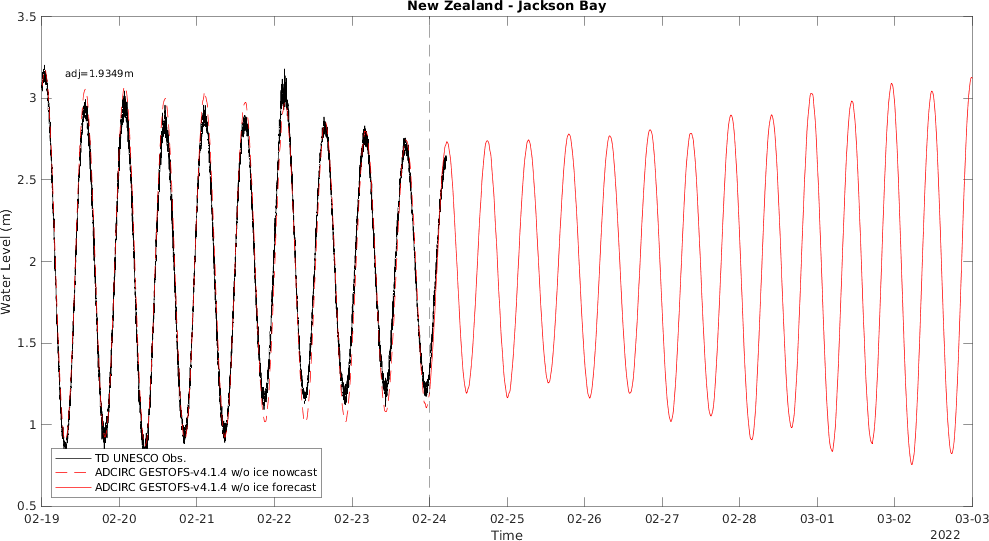 New Zealand - Jackson Bay
adj=1.9349m
Water Level (m)
3.5
3
2.5
2
1.5
1
0.5
TD UNESCO Obs.
ADCIRC GESTOFS-v4.1.4 w/o ice nowcast
ADCIRC GESTOFS-v4.1.4 w/o ice forecast
02-19 02-20 02-21 02-22 02-23 02-24 02-25 02-26 02-27 02-28 03-01 03-02 03-03
Time
2022